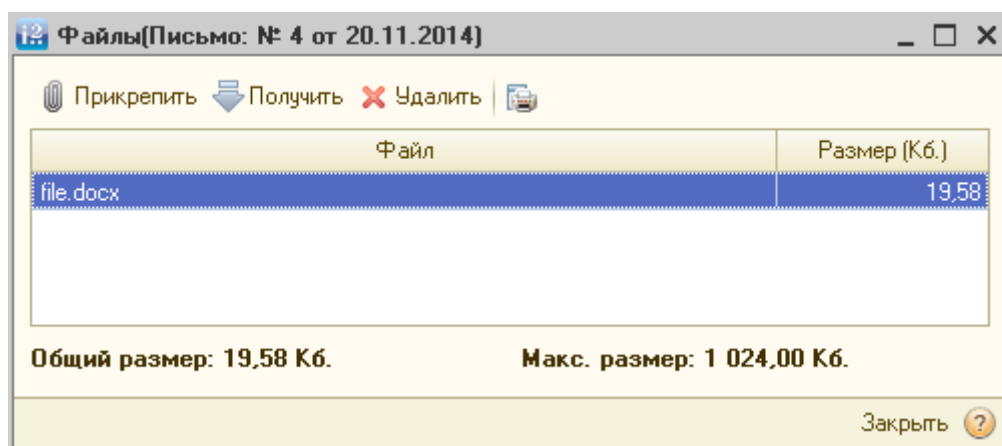 Файлы(Письмо: № 4 от 20.11.2014)
Прикрепить Получить Удалить
Файл Размер (Кб.)
file.docx 19,58
Общий размер: 19,58 Кб. Макс. размер: 1 024,00 Кб.
Закрыть ?